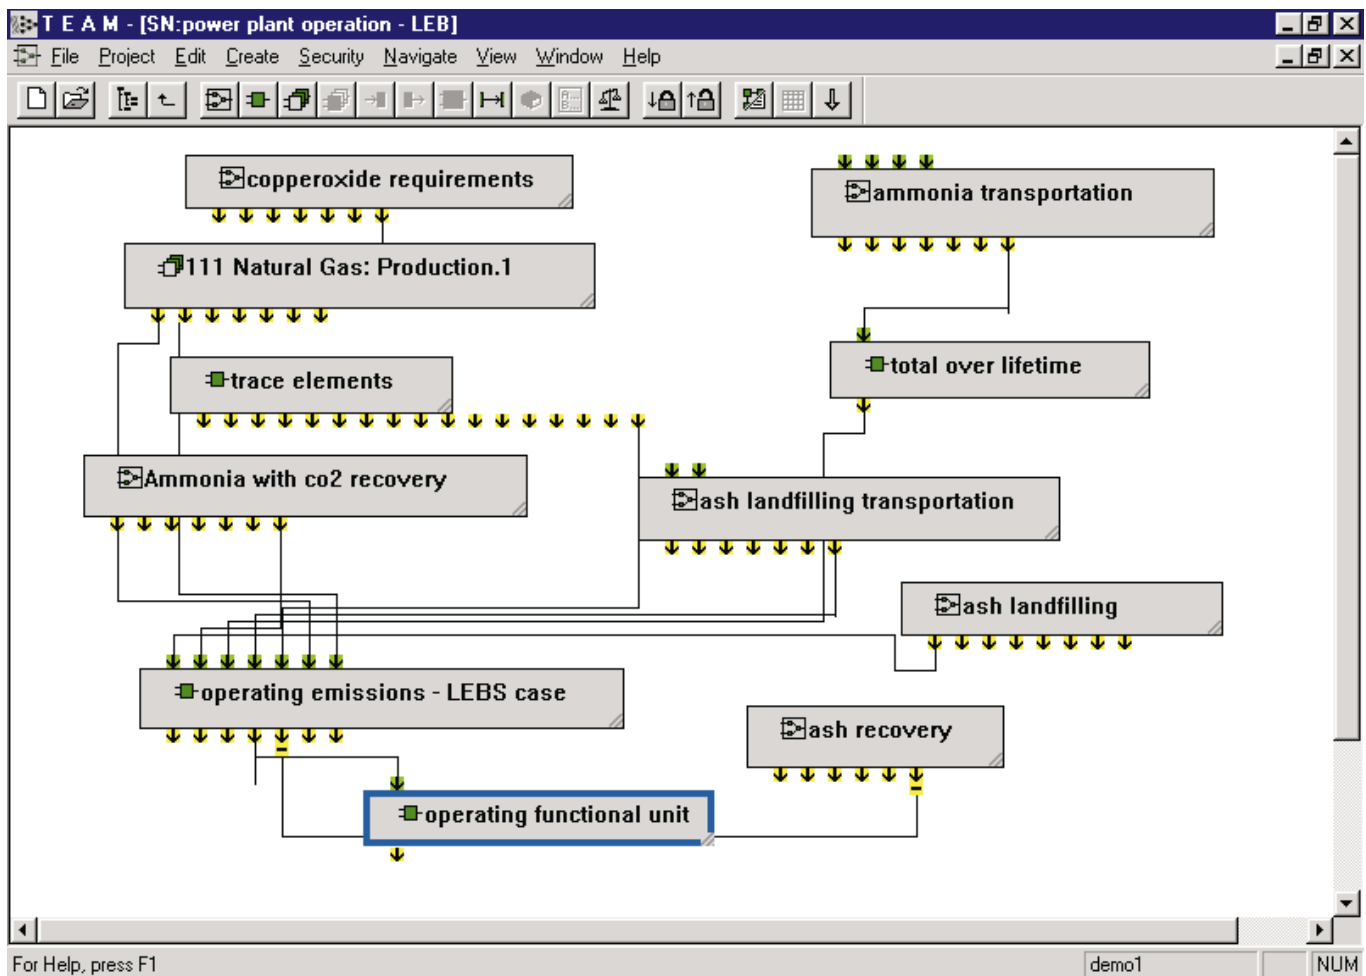 T E A M - [SN:power plant operation - LEB]
File Project Edit Create Security Navigate View Window Help
copperoxide requirements
ammonia transportation
111 Natural Gas: Production.1
total over lifetime
trace elements
Ammonia with co2 recovery
ash landfilling transportation
ash landfilling
operating emissions - LEBS case
ash recovery
operating functional unit
For Help, press F1
demo1
NUM